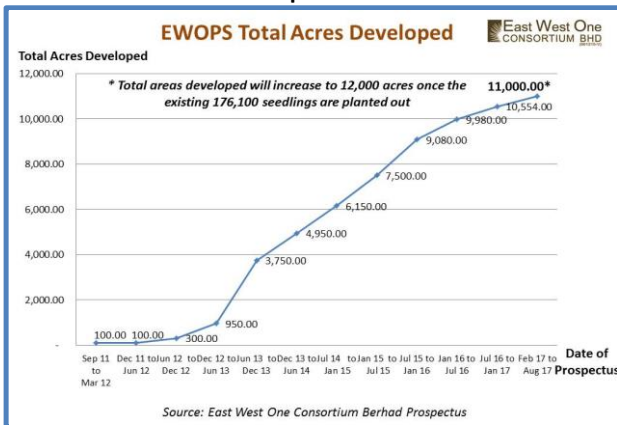 EWOPS Total Acres Developed
East West One
CONSORTIUM BHD
Total Acres Developed
12,000.00
* Total areas developed will increase to 12,000 acres once the
existing 176,100 seedlings are planted out
11,000.00*
10,554.00
10,000.00
9,980.00
9,080.00
8,000.00
7,500.00
6,000.00
6,150.00
4,950.00
4,000.00
3,750.00
2,000.00
950.00
100.00 100.00
300.00
-
Sep 11 Dec 11 to Jun 12 to Dec 12 to Jun 13 to Dec 13 to Jul 14 to Jan 15 to Jul 15 to Jan 16 to Jul 16 to Feb 17 to
to Jun 12 Dec 12 Jun 13 Dec 13 Jun 14 Jan 15 Jul 15 Jan 16 Jul 16 Jan 17 Aug 17
Mar 12
Date of
Prospectus
Source: East West One Consortium Berhad Prospectus